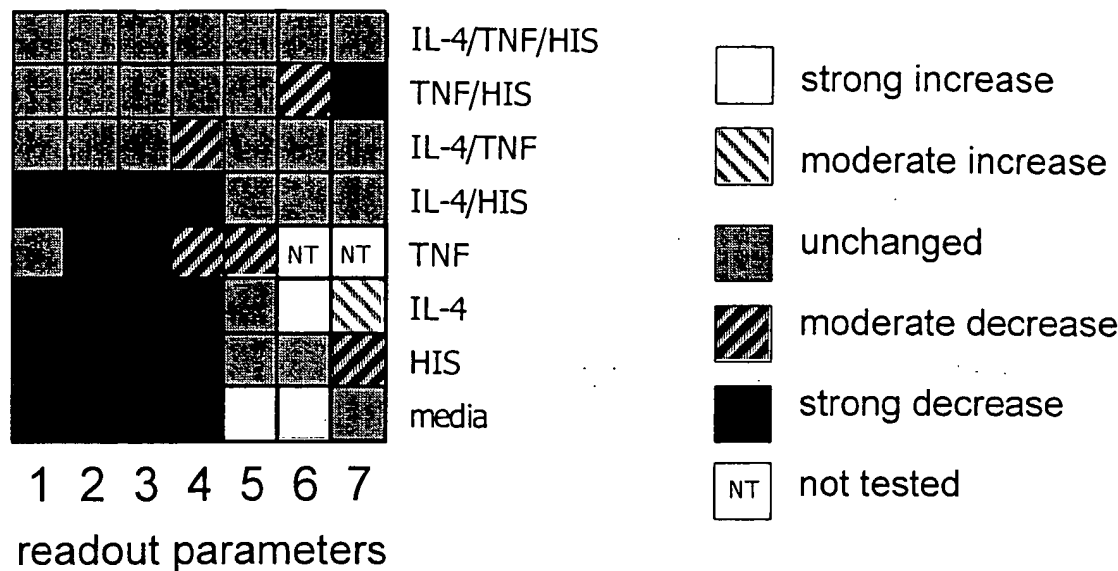 IL-4/TNF/HIS
TNF/HIS
IL-4/TNF
IL-4/HIS
NT NT TNF
IL-4
HIS
media
1 2 3 4 5 6 7
readout parameters
strong increase
moderate increase
unchanged
moderate decrease
strong decrease
NT not tested